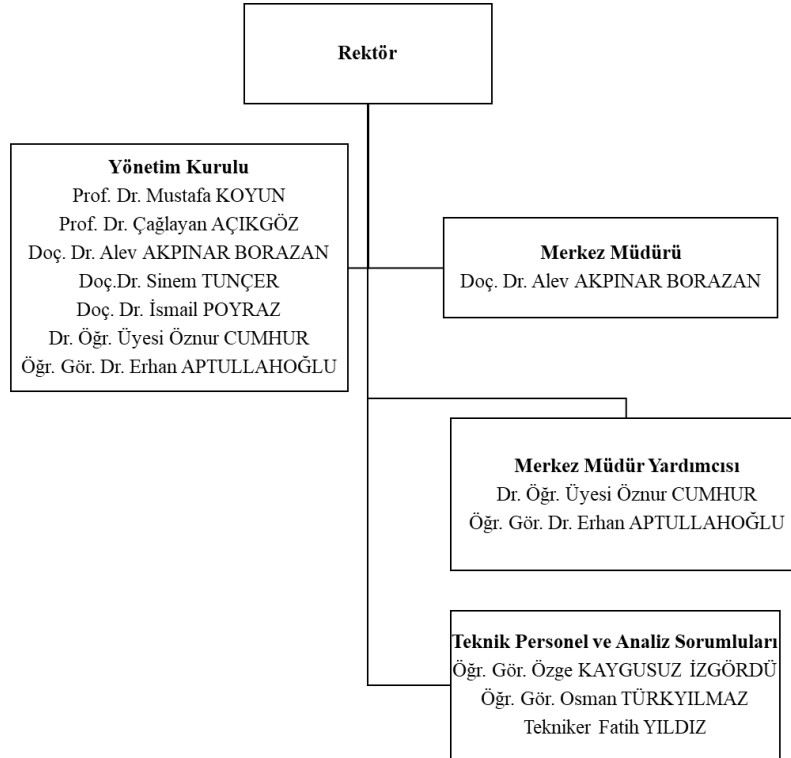 Rektör
Yönetim Kurulu
Prof. Dr. Mustafa KOYUN
Prof. Dr. Çağlayan AÇIKGÖZ
Doç. Dr. Alev AKPINAR BORAZAN
Doç.Dr. Sinem TUNÇER
Doç. Dr. İsmail POYRAZ
Dr. Öğr. Üyesi Öznur CUMHUR
Öğr. Gör. Dr. Erhan APTULLAHOĞLU
Merkez Müdürü
Doç. Dr. Alev AKPINAR BORAZAN
Merkez Müdür Yardımcısı
Dr. Öğr. Üyesi Öznur CUMHUR
Öğr. Gör. Dr. Erhan APTULLAHOĞLU
Teknik Personel ve Analiz Sorumluları
Öğr. Gör. Özge KAYGUSUZ İZGÖRDÜ
Öğr. Gör. Osman TÜRKYILMAZ
Tekniker Fatih YILDIZ